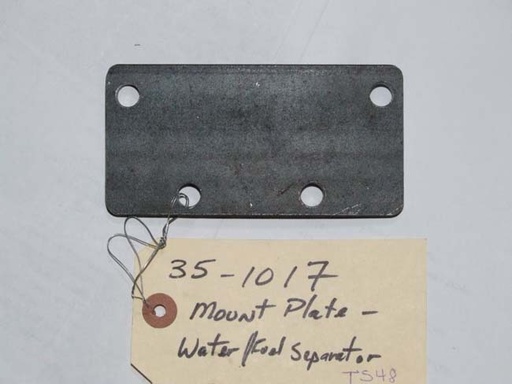 35-1017
Mount Plate -
Water/Fuel Separator
TS48